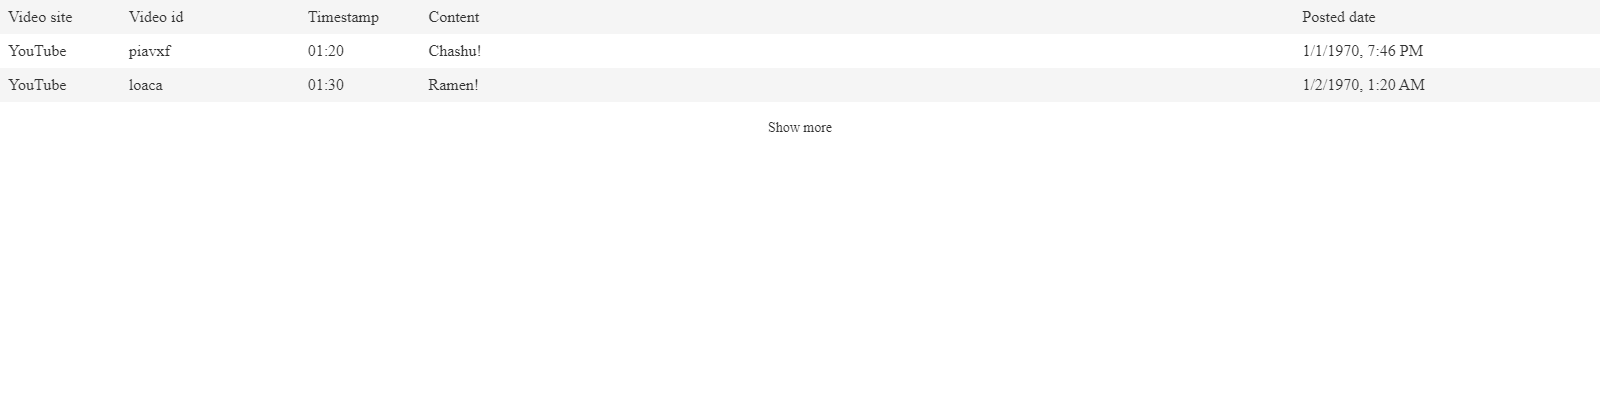 Video site Video id Timestamp Content Posted date
YouTube piavxf 01:20 Chashu! 1/1/1970, 7:46 PM
YouTube loaca 01:30 Ramen! 1/2/1970, 1:20 AM
Show more